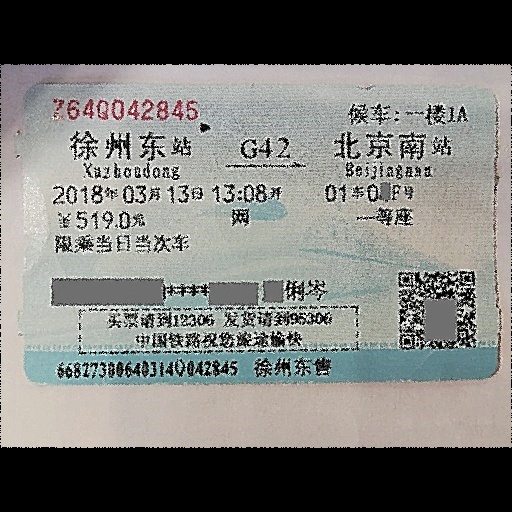 Z64Q042845 候车:一楼1A
徐州东站 G42 北京南站
Xuzhoudong Beijingnan
2018年03月13日 13:08开 01车0 F号
￥519.0元 网 一等座
限乘当日当次车
**** 俐岑
买票请到12306 发货请到95306
中国铁路祝您旅途愉快
66827300640314Q042845 徐州东售